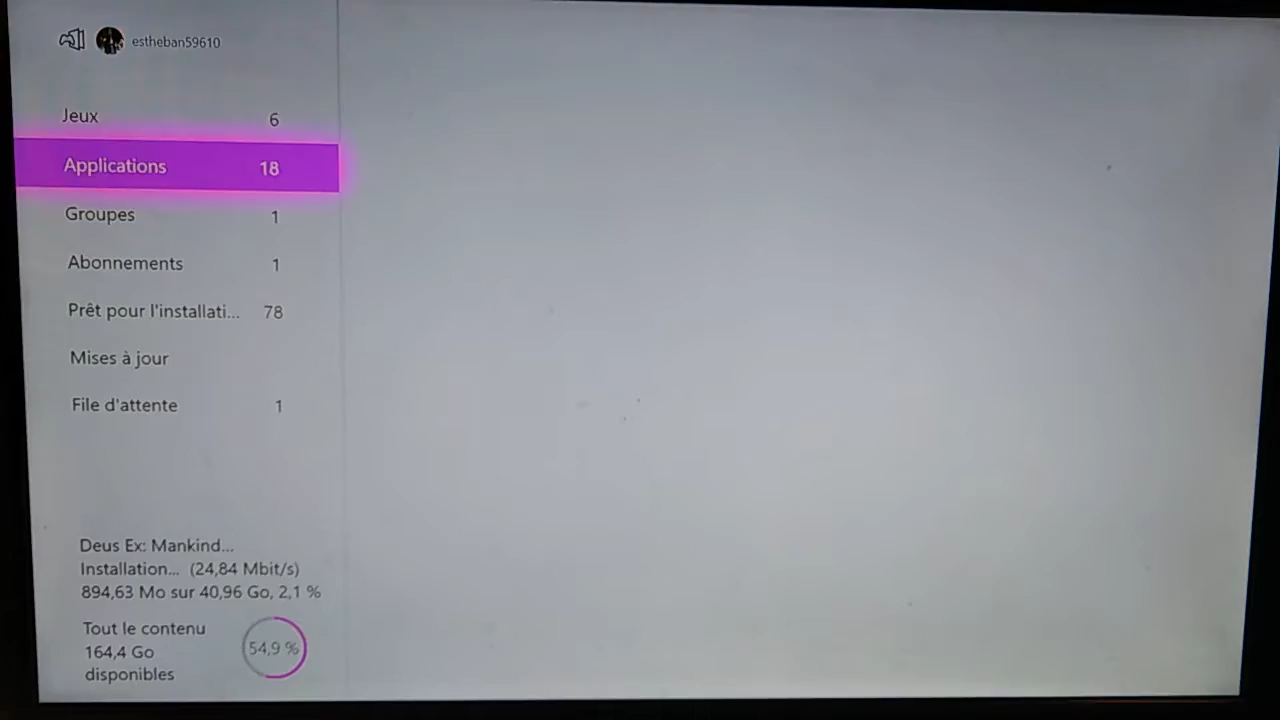 estheban59610
Jeux 6
Applications 18
Groupes 1
Abonnements 1
Prêt pour l'installati... 78
Mises à jour
File d'attente 1
Deus Ex: Mankind...
Installation... (24,84 Mbit/s)
894,63 Mo sur 40,96 Go, 2,1 %
Tout le contenu
164,4 Go
disponibles
54,9 %